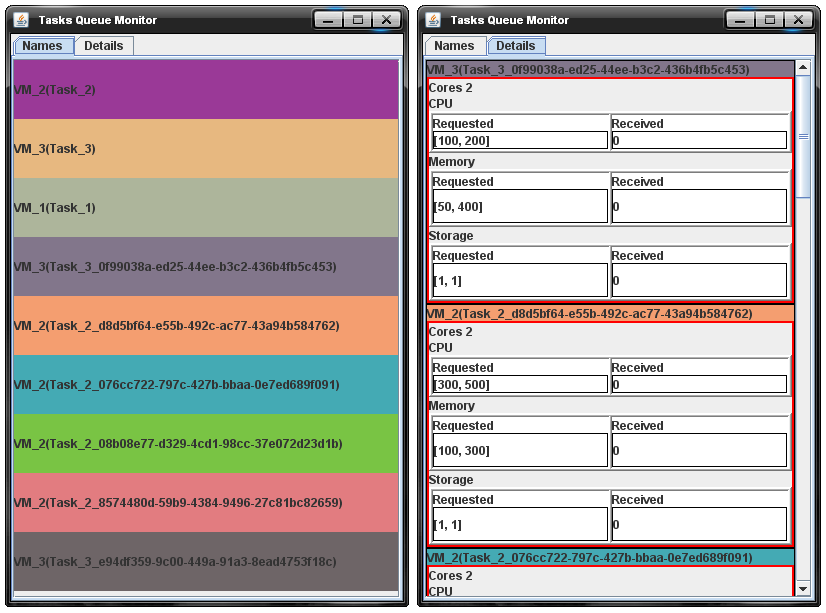 Tasks Queue Monitor
Names Details
VM_2(Task_2)
VM_3(Task_3)
VM_1(Task_1)
VM_3(Task_3_0f99038a-ed25-44ee-b3c2-436b4fb5c453)
VM_2(Task_2_d8d5bf64-e55b-492c-ac77-43a94b584762)
VM_2(Task_2_076cc722-797c-427b-bbaa-0e7ed689f091)
VM_2(Task_2_08b08e77-d329-4cd1-98cc-37e072d23d1b)
VM_2(Task_2_8574480d-59b9-4384-9496-27c81bc82659)
VM_3(Task_3_e94df359-9c00-449a-91a3-8ead4753f18c)
Tasks Queue Monitor
Names Details
VM_3(Task_3_0f99038a-ed25-44ee-b3c2-436b4fb5c453)
Cores 2
CPU
Requested Received
[100, 200] 0
Memory
Requested Received
[50, 400] 0
Storage
Requested Received
[1, 1] 0
VM_2(Task_2_d8d5bf64-e55b-492c-ac77-43a94b584762)
Cores 2
CPU
Requested Received
[300, 500] 0
Memory
Requested Received
[100, 300] 0
Storage
Requested Received
[1, 1] 0
VM_2(Task_2_076cc722-797c-427b-bbaa-0e7ed689f091)
Cores 2
CPU